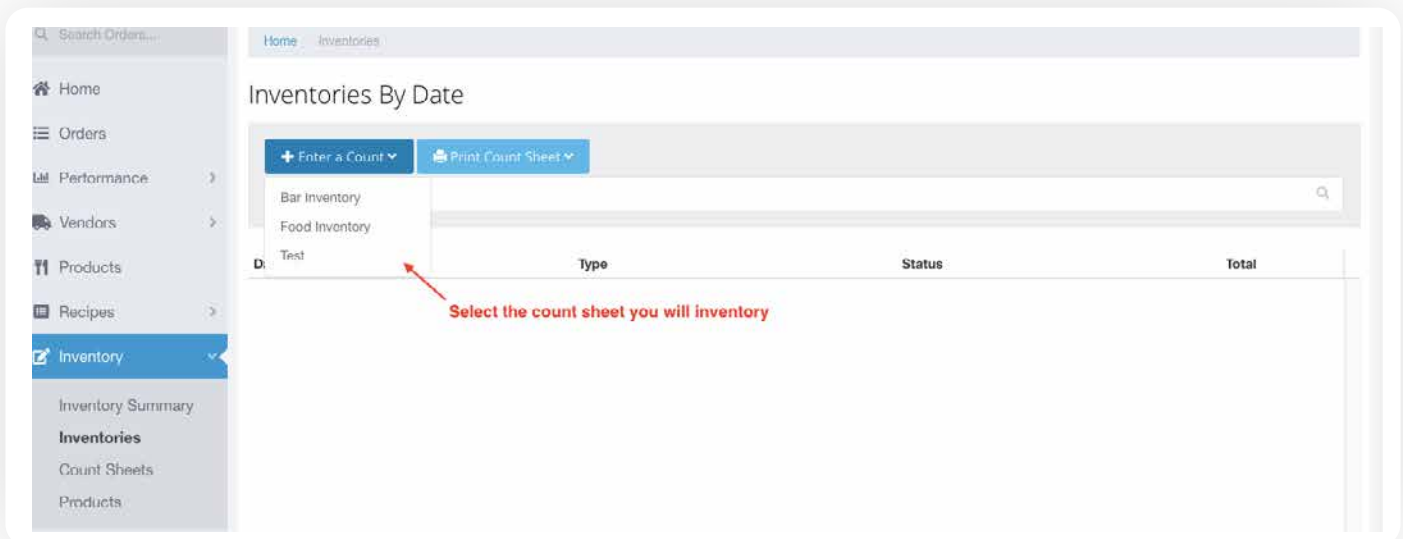 Search Orders...
Home Inventories
Home
Inventories By Date
Orders
Enter a Count
Print Count Sheet
Performance
Bar Inventory
Vendors
Food Inventory
Test
Products
Type Status Total
Select the count sheet you will inventory
Recipes
Inventory
Inventory Summary
Inventories
Count Sheets
Products